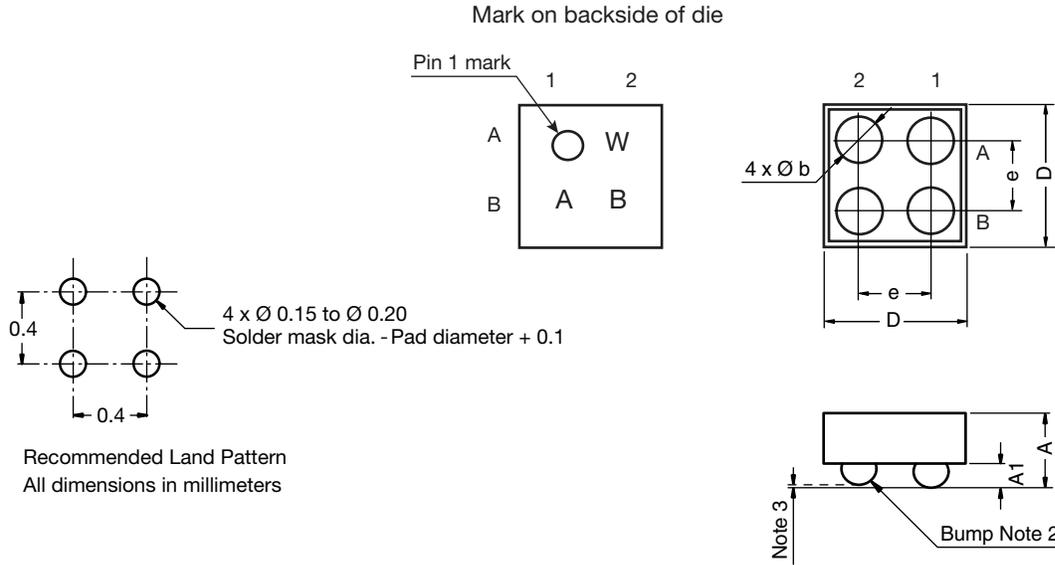 Mark on backside of die
Pin 1 mark
1 2
A W
B A B
2 1
4 x Ø b
A
B
e
D
e
D
4 x Ø 0.15 to Ø 0.20
Solder mask dia. - Pad diameter + 0.1
0.4
0.4
Recommended Land Pattern
All dimensions in millimeters
A1
A
Note 3
Bump Note 2